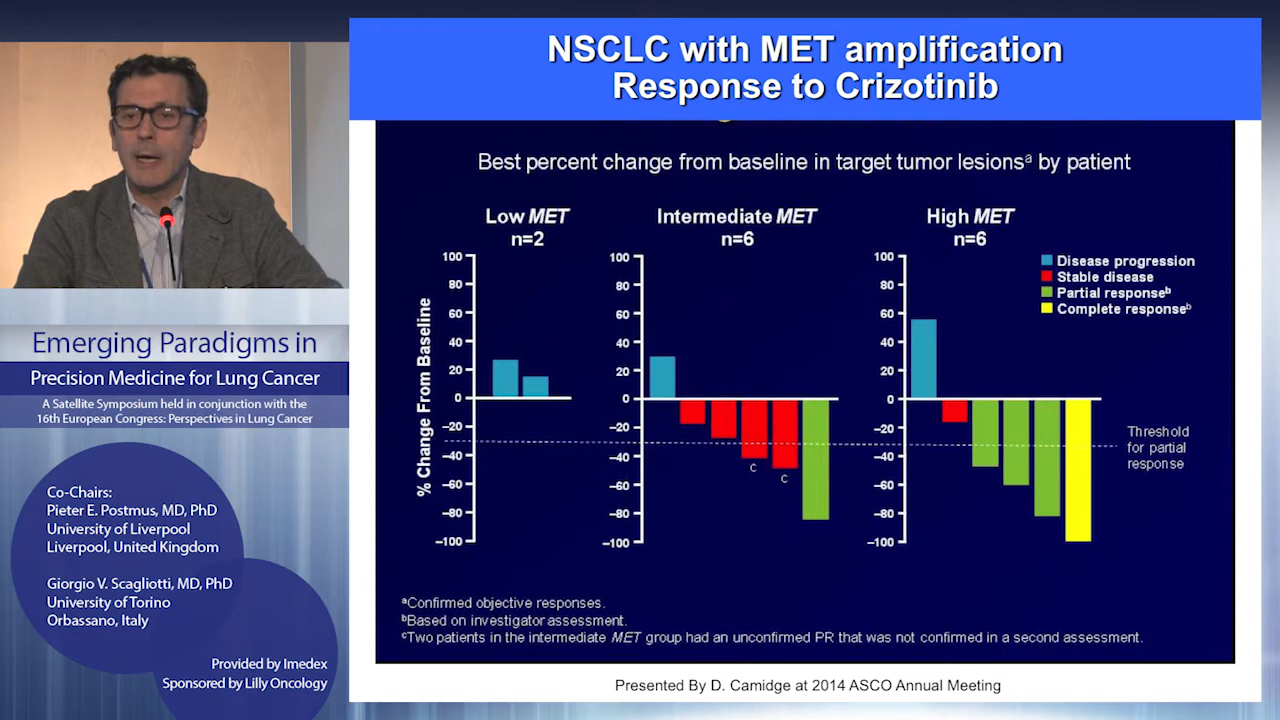 NSCLC with MET amplification
Response to Crizotinib
Best percent change from baseline in target tumor lesionsᵃ by patient
Low MET
n=2
Intermediate MET
n=6
High MET
n=6
Disease progression
Stable disease
Partial responseᵇ
Complete responseᵇ
% Change From Baseline
100
80
60
40
20
0
–20
–40
–60
–80
–100
100
80
60
40
20
0
–20
–40
–60
–80
–100
c
c
100
80
60
40
20
0
–20
–40
–60
–80
–100
Threshold
for partial
response
ᵃConfirmed objective responses.
ᵇBased on investigator assessment.
ᶜTwo patients in the intermediate MET group had an unconfirmed PR that was not confirmed in a second assessment.
Presented By D. Camidge at 2014 ASCO Annual Meeting
Emerging Paradigms in
Precision Medicine for Lung Cancer
A Satellite Symposium held in conjunction with the
16th European Congress: Perspectives in Lung Cancer
Co-Chairs:
Pieter E. Postmus, MD, PhD
University of Liverpool
Liverpool, United Kingdom
Giorgio V. Scagliotti, MD, PhD
University of Torino
Orbassano, Italy
Provided by Imedex
Sponsored by Lilly Oncology